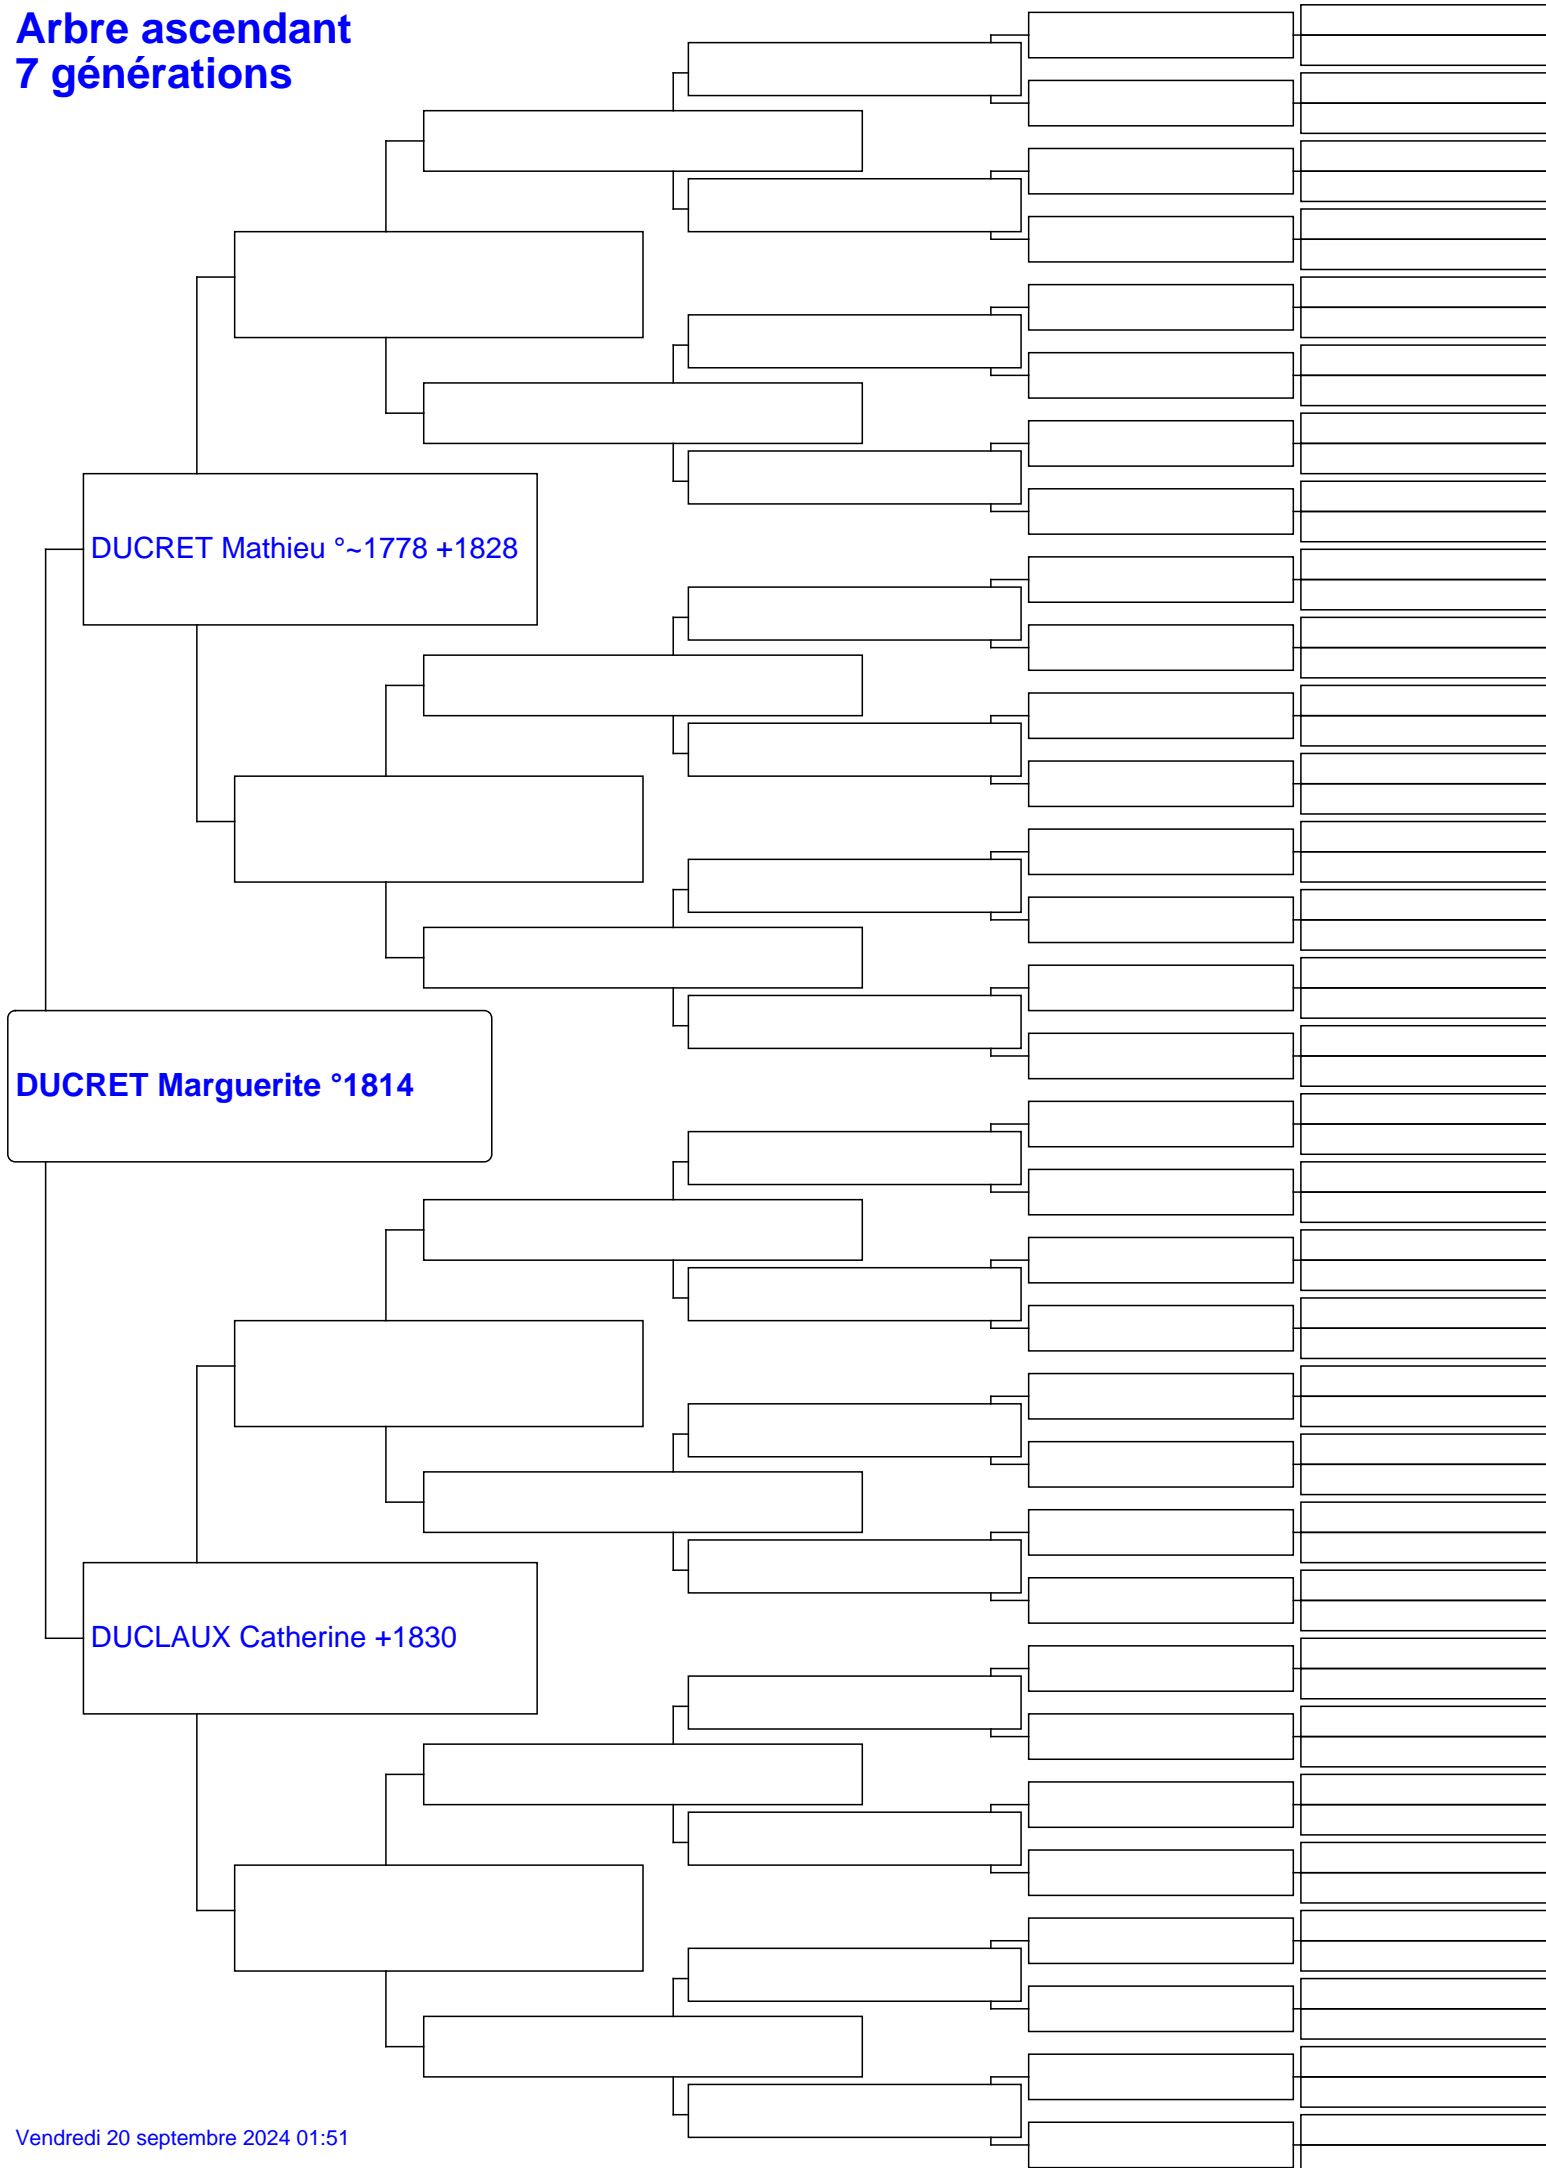 Arbre ascendant
7 générations
DUCRET Mathieu °~1778 +1828
DUCRET Marguerite °1814
DUCLAUX Catherine +1830
Vendredi 20 septembre 2024 01:51